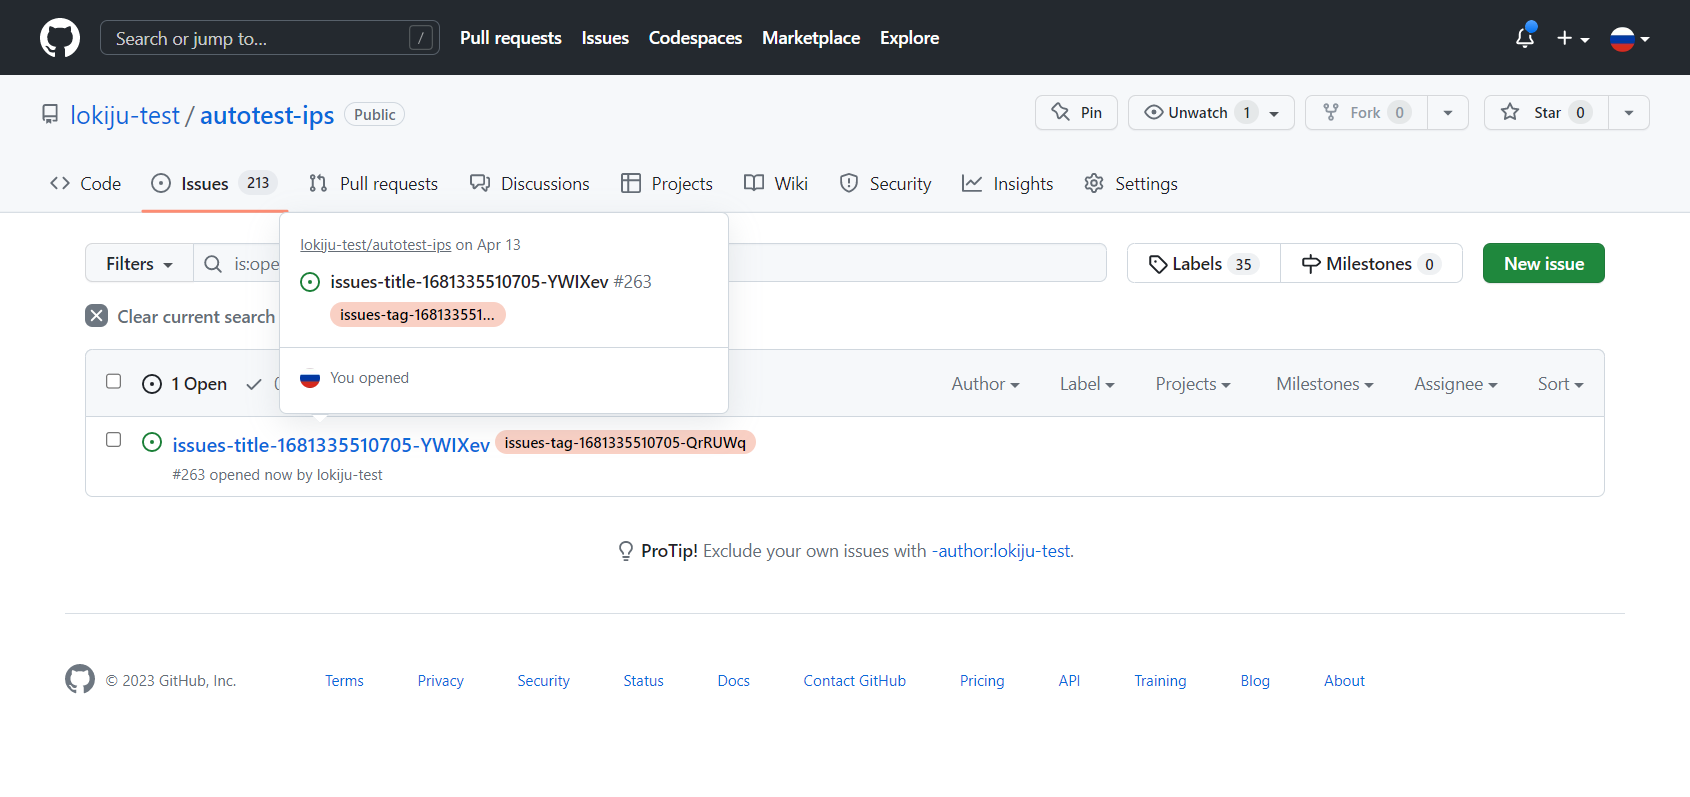 Search or jump to... / Pull requests Issues Codespaces Marketplace Explore
lokiju-test / autotest-ips Public Pin Unwatch 1 Fork 0 Star 0
Code Issues 213 Pull requests Discussions Projects Wiki Security Insights Settings
lokiju-test/autotest-ips on Apr 13
Filters is:ope Labels 35 Milestones 0 New issue
issues-title-1681335510705-YWIXev #263
issues-tag-168133551...
Clear current search
You opened
1 Open Author Label Projects Milestones Assignee Sort
issues-title-1681335510705-YWIXev issues-tag-1681335510705-QrRUWq
#263 opened now by lokiju-test
ProTip! Exclude your own issues with -author:lokiju-test.
© 2023 GitHub, Inc. Terms Privacy Security Status Docs Contact GitHub Pricing API Training Blog About